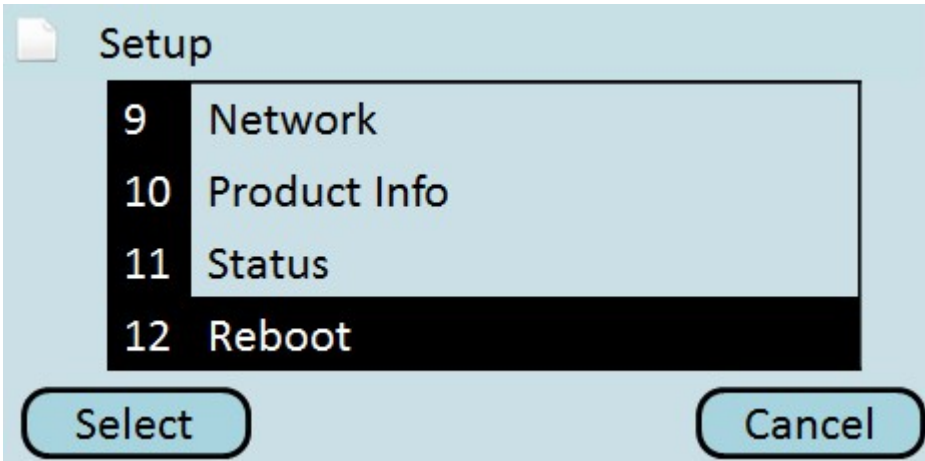 Setup
9 Network
10 Product Info
11 Status
12 Reboot
Select Cancel